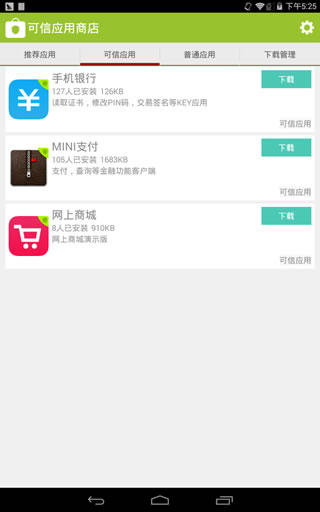 下午5:25
可信应用商店
推荐应用 可信应用 普通应用 下载管理
手机银行
下载
127人已安装 126KB
读取证书，修改PIN码，交易签名等KEY应用
可信应用
MINI支付
下载
105人已安装 1683KB
支付，查询等金融功能客户端
可信应用
网上商城
下载
8人已安装 910KB
网上商城演示版
可信应用